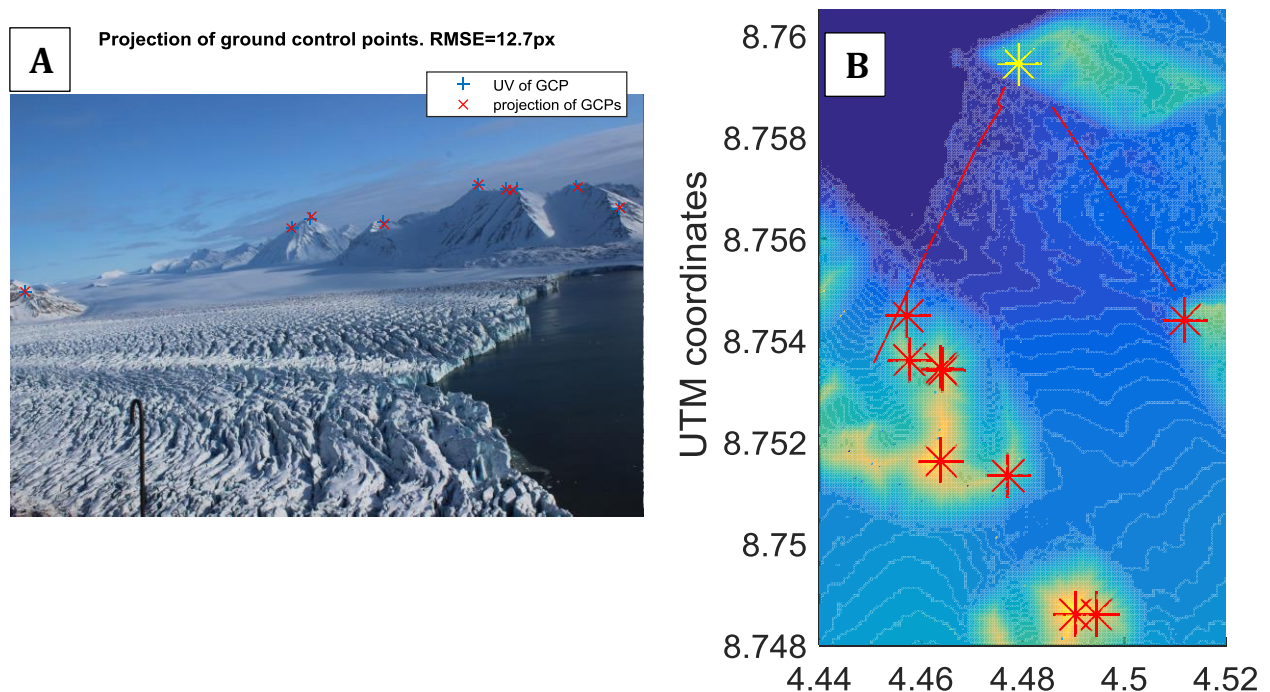 A
Projection of ground control points. RMSE=12.7px
UV of GCP
projection of GCPs
B
UTM coordinates
8.76
8.758
8.756
8.754
8.752
8.75
8.748
4.44 4.46 4.48 4.5 4.52